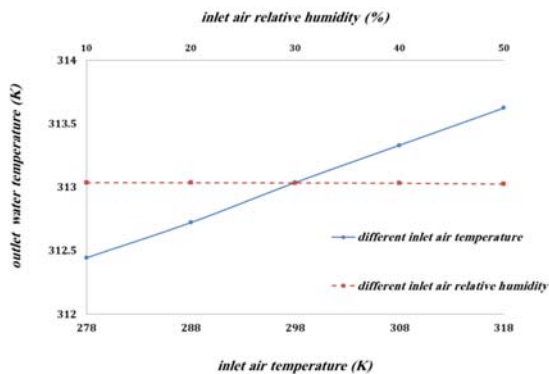 inlet air relative humidity (%)
10 20 30 40 50
314
313.5
313
312.5
312
outlet water temperature (K)
different inlet air temperature
different inlet air relative humidity
278 288 298 308 318
inlet air temperature (K)